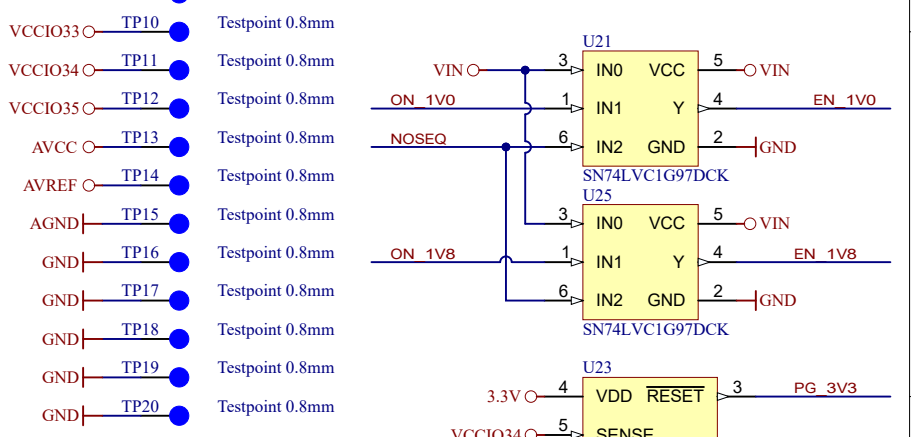 VCCIO33 TP10 Testpoint 0.8mm
VCCIO34 TP11 Testpoint 0.8mm
VCCIO35 TP12 Testpoint 0.8mm
AVCC TP13 Testpoint 0.8mm
AVREF TP14 Testpoint 0.8mm
AGND TP15 Testpoint 0.8mm
GND TP16 Testpoint 0.8mm
GND TP17 Testpoint 0.8mm
GND TP18 Testpoint 0.8mm
GND TP19 Testpoint 0.8mm
GND TP20 Testpoint 0.8mm
U21
VIN 3 IN0 VCC 5 VIN
ON_1V0 1 IN1 Y 4 EN_1V0
NOSEQ 6 IN2 GND 2 GND
SN74LVC1G97DCK
U25
3 IN0 VCC 5 VIN
ON_1V8 1 IN1 Y 4 EN_1V8
6 IN2 GND 2 GND
SN74LVC1G97DCK
U23
3.3V 4 VDD RESET 3 PG_3V3
VCCIO34 5 SENSE